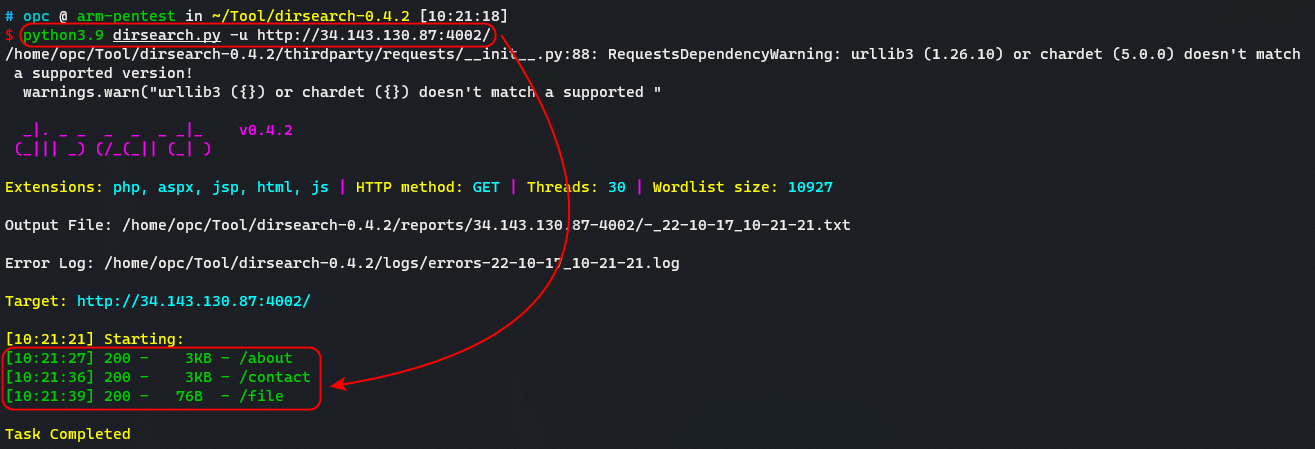 # opc @ arm-pentest in ~/Tool/dirsearch-0.4.2 [10:21:18]
$ python3.9 dirsearch.py -u http://34.143.130.87:4002/
/home/opc/Tool/dirsearch-0.4.2/thirdparty/requests/__init__.py:88: RequestsDependencyWarning: urllib3 (1.26.10) or chardet (5.0.0) doesn't match
 a supported version!
  warnings.warn("urllib3 ({}) or chardet ({}) doesn't match a supported "
  _|. _ _  _  _  _ _|_    v0.4.2
 (_||| _) (/_(_|| (_| )
Extensions: php, aspx, jsp, html, js | HTTP method: GET | Threads: 30 | Wordlist size: 10927
Output File: /home/opc/Tool/dirsearch-0.4.2/reports/34.143.130.87-4002/-_22-10-17_10-21-21.txt
Error Log: /home/opc/Tool/dirsearch-0.4.2/logs/errors-22-10-17_10-21-21.log
Target: http://34.143.130.87:4002/
[10:21:21] Starting:
[10:21:27] 200 -    3KB - /about
[10:21:36] 200 -    3KB - /contact
[10:21:39] 200 -   76B  - /file
Task Completed